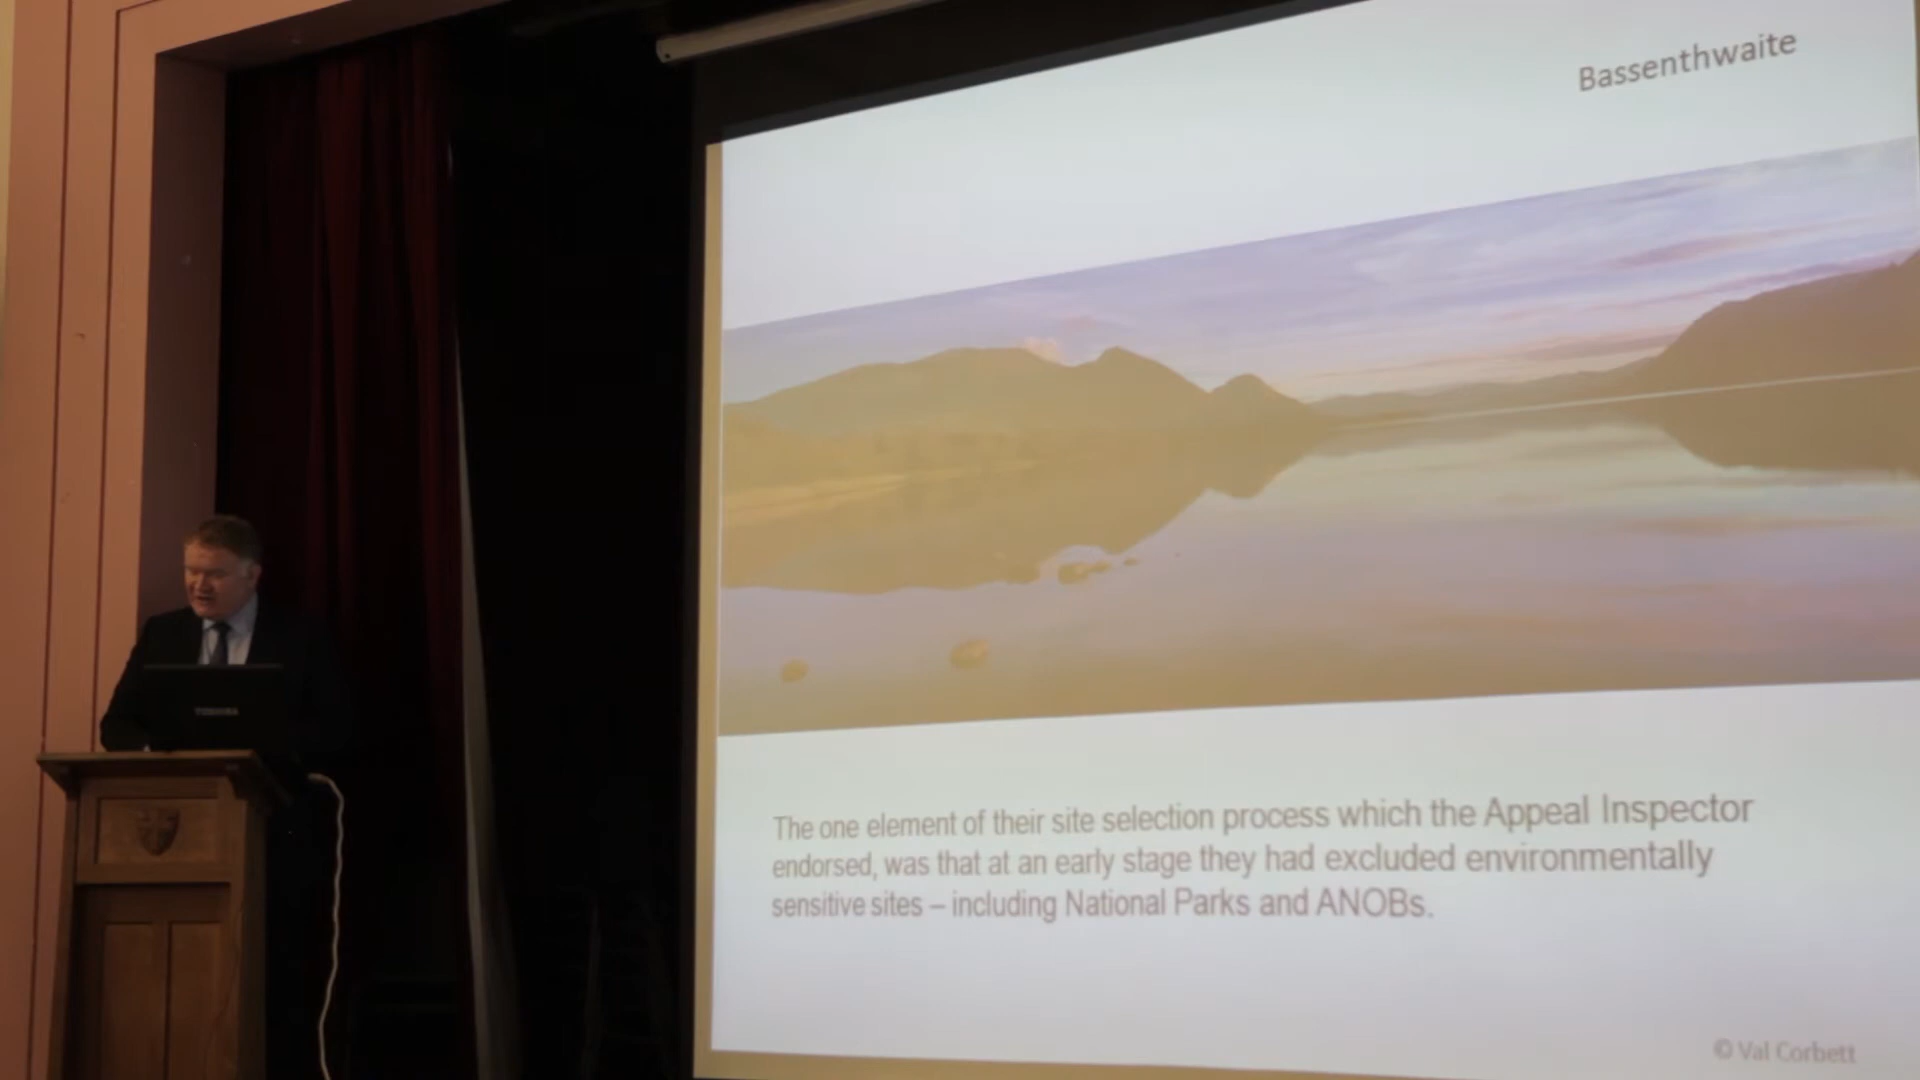 Bassenthwaite
TOSHIBA
The one element of their site selection process which the Appeal Inspector
endorsed, was that at an early stage they had excluded environmentally
sensitive sites – including National Parks and ANOBs.
© Val Corbett